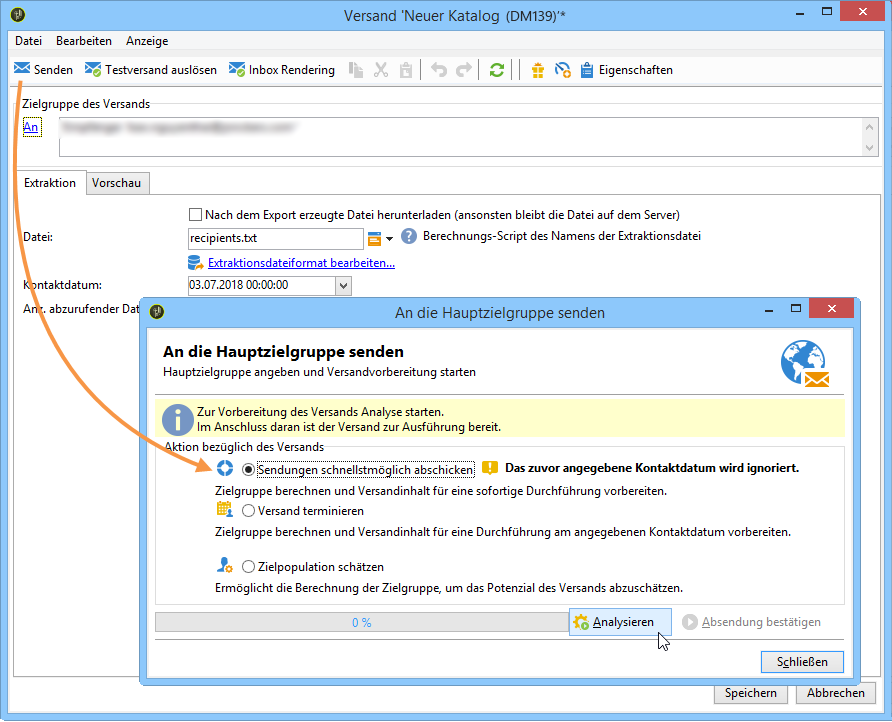 Versand 'Neuer Katalog (DM139)'*
Datei Bearbeiten Anzeige
Senden Testversand auslösen Inbox Rendering Eigenschaften
Zielgruppe des Versands
An
Extraktion Vorschau
Nach dem Export erzeugte Datei herunterladen (ansonsten bleibt die Datei auf dem Server)
Datei: recipients.txt Berechnungs-Script des Namens der Extraktionsdatei
Extraktionsdateiformat bearbeiten...
Kontaktdatum: 03.07.2018 00:00:00
Anz. abzurufender Dat
An die Hauptzielgruppe senden
An die Hauptzielgruppe senden
Hauptzielgruppe angeben und Versandvorbereitung starten
Zur Vorbereitung des Versands Analyse starten.
Im Anschluss daran ist der Versand zur Ausführung bereit.
Aktion bezüglich des Versands
Sendungen schnellstmöglich abschicken Das zuvor angegebene Kontaktdatum wird ignoriert.
Zielgruppe berechnen und Versandinhalt für eine sofortige Durchführung vorbereiten.
Versand terminieren
Zielgruppe berechnen und Versandinhalt für eine Durchführung am angegebenen Kontaktdatum vorbereiten.
Zielpopulation schätzen
Ermöglicht die Berechnung der Zielgruppe, um das Potenzial des Versands abzuschätzen.
0 % Analysieren Absendung bestätigen
Schließen
Speichern Abbrechen